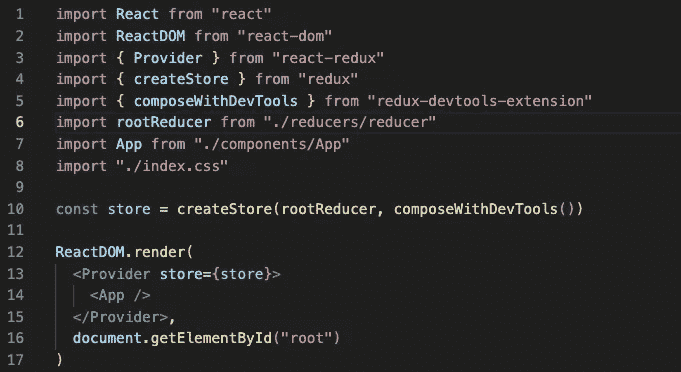 1 import React from "react"
2 import ReactDOM from "react-dom"
3 import { Provider } from "react-redux"
4 import { createStore } from "redux"
5 import { composeWithDevTools } from "redux-devtools-extension"
6 import rootReducer from "./reducers/reducer"
7 import App from "./components/App"
8 import "./index.css"
9
10 const store = createStore(rootReducer, composeWithDevTools())
11
12 ReactDOM.render(
13   <Provider store={store}>
14     <App />
15   </Provider>,
16   document.getElementById("root")
17 )